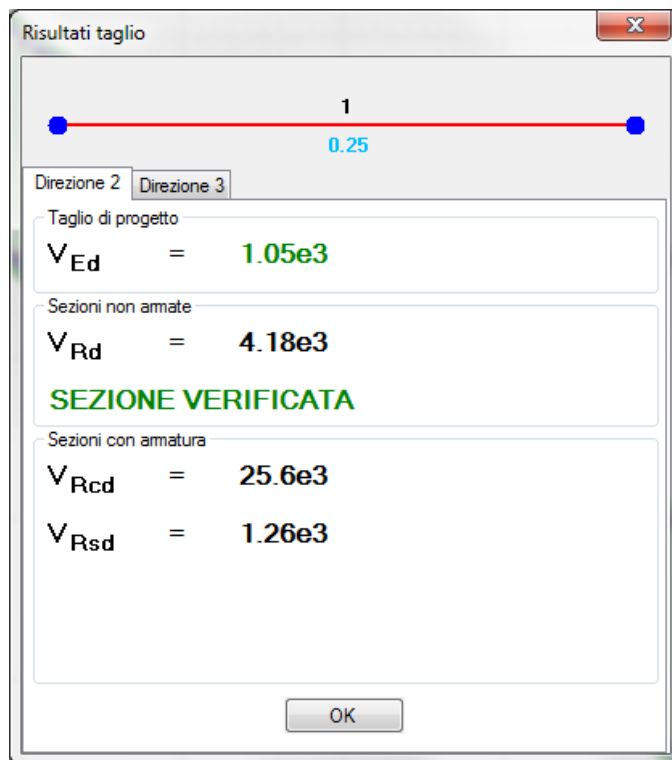 Risultati taglio
1
0.25
Direzione 2 Direzione 3
Taglio di progetto
VEd = 1.05e3
Sezioni non armate
VRd = 4.18e3
SEZIONE VERIFICATA
Sezioni con armatura
VRcd = 25.6e3
VRsd = 1.26e3
OK